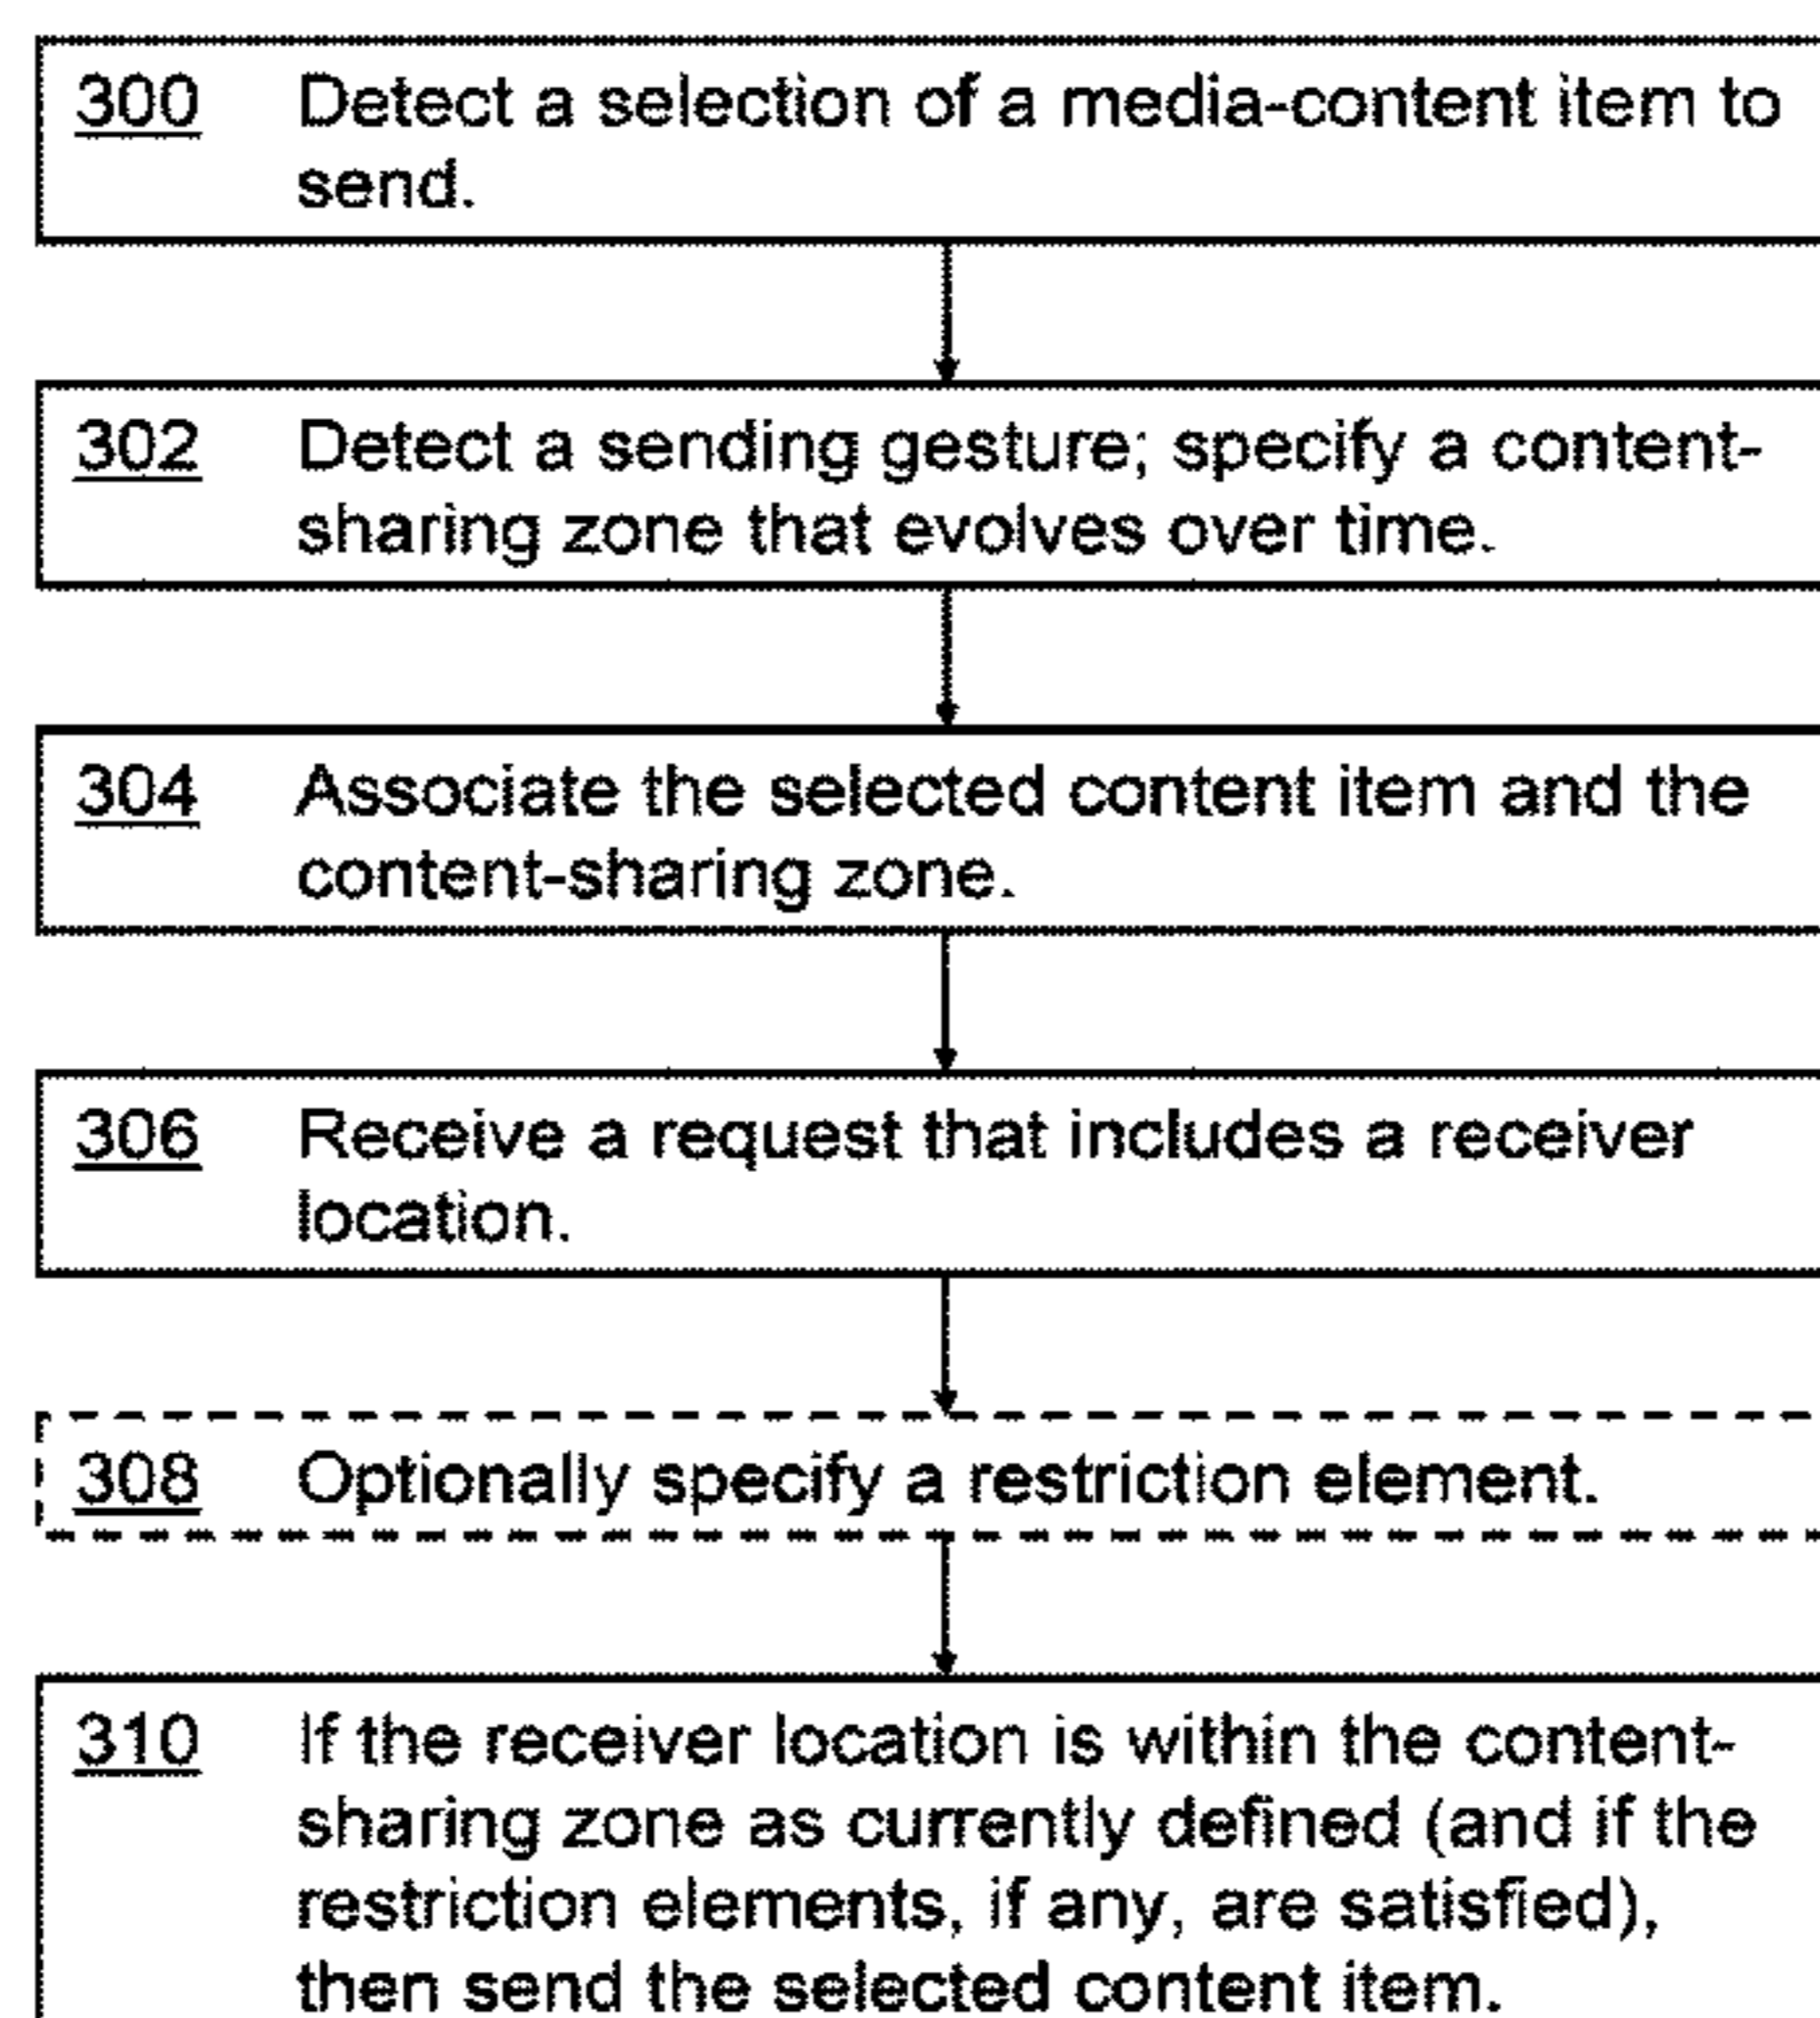 300 Detect a selection of a media-content item to
send.
302 Detect a sending gesture; specify a content-
sharing zone that evolves over time.
304 Associate the selected content item and the
content-sharing zone.
306 Receive a request that includes a receiver
location.
308 Optionally specify a restriction element.
310 If the receiver location is within the content-
sharing zone as currently defined (and if the
restriction elements, if any, are satisfied),
then send the selected content item.